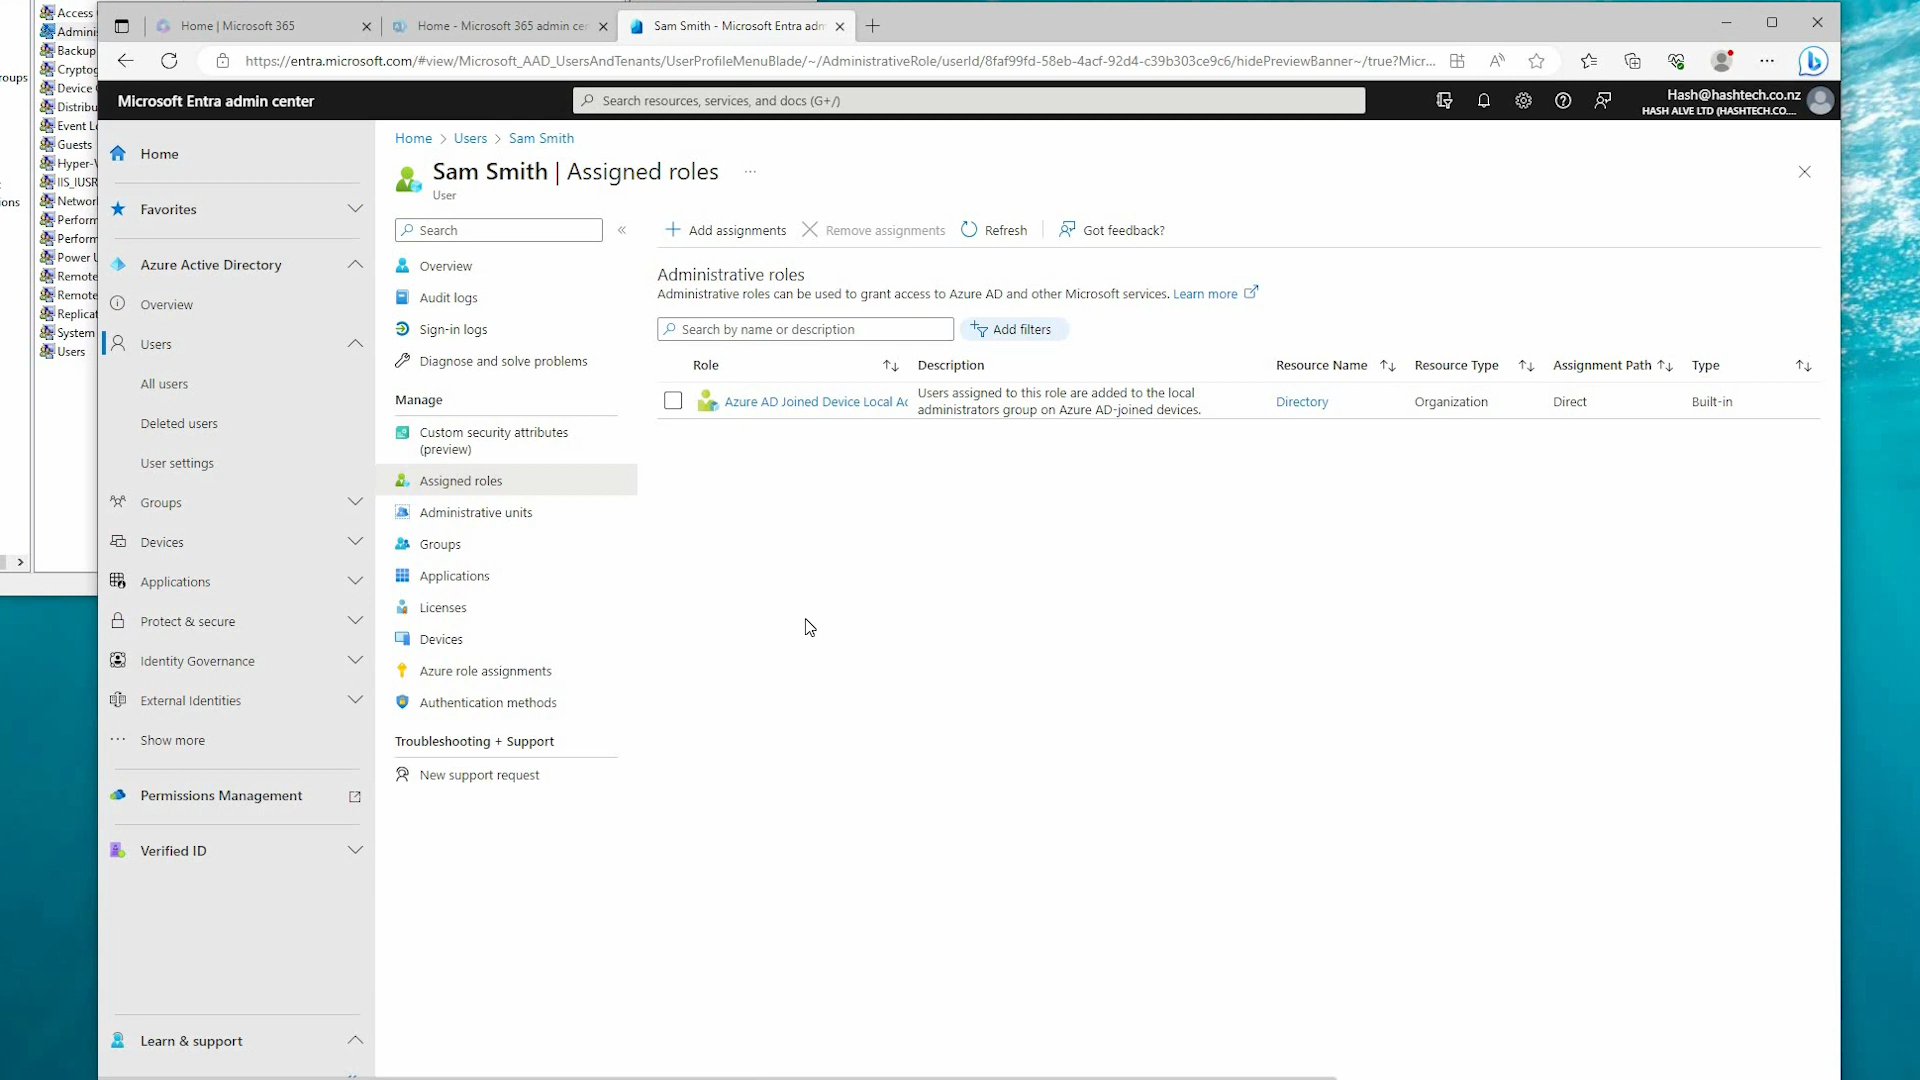 Access
Adminis
Backup
Cryptog
Device
Distribu
Event L
Guests
Hyper-V
IIS_IUSR
Networ
Perform
Perform
Power U
Remote
Remote
Replicat
System
Users
roups
ons
Home | Microsoft 365
Home - Microsoft 365 admin cer
Sam Smith - Microsoft Entra adm
https://entra.microsoft.com/#view/Microsoft_AAD_UsersAndTenants/UserProfileMenuBlade/~/AdministrativeRole/userId/8faf99fd-58eb-4acf-92d4-c39b303ce9c6/hidePreviewBanner~/true?Micr...
Microsoft Entra admin center
Search resources, services, and docs (G+/)
Hash@hashtech.co.nz
HASH ALVE LTD (HASHTECH.CO....
Home
Favorites
Azure Active Directory
Overview
Users
All users
Deleted users
User settings
Groups
Devices
Applications
Protect & secure
Identity Governance
External Identities
Show more
Permissions Management
Verified ID
Learn & support
Home > Users > Sam Smith
Sam Smith | Assigned roles ...
User
Search
Overview
Audit logs
Sign-in logs
Diagnose and solve problems
Manage
Custom security attributes
(preview)
Assigned roles
Administrative units
Groups
Applications
Licenses
Devices
Azure role assignments
Authentication methods
Troubleshooting + Support
New support request
Add assignments Remove assignments Refresh Got feedback?
Administrative roles
Administrative roles can be used to grant access to Azure AD and other Microsoft services. Learn more
Search by name or description Add filters
Role Description Resource Name Resource Type Assignment Path Type
Azure AD Joined Device Local Ac Users assigned to this role are added to the local Directory Organization Direct Built-in
administrators group on Azure AD-joined devices.